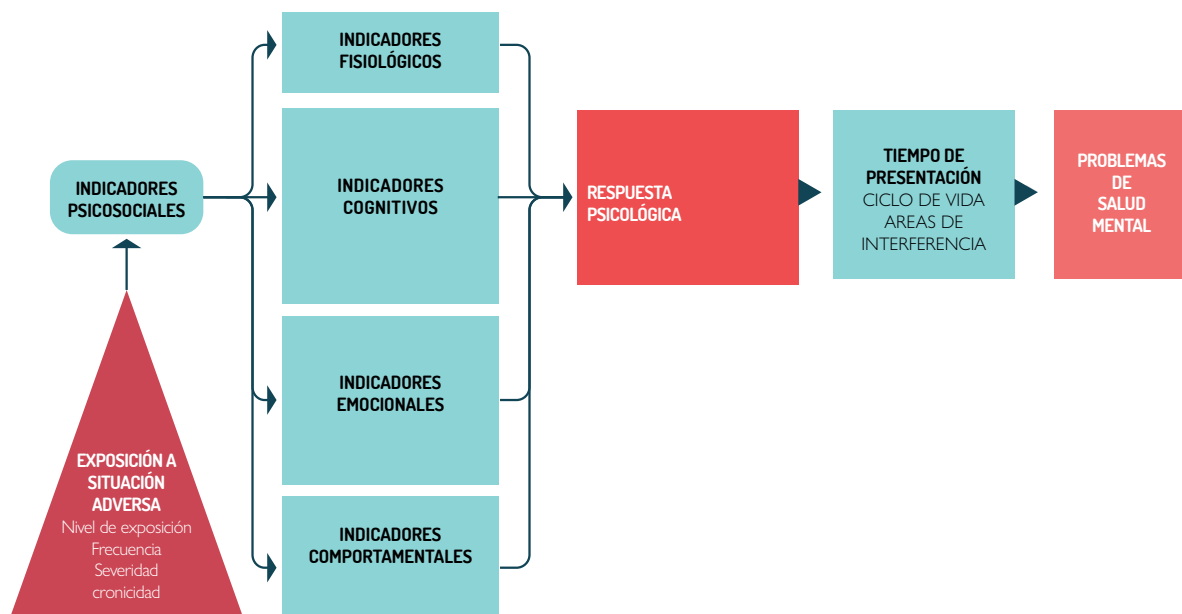 INDICADORES
FISIOLÓGICOS
INDICADORES
PSICOSOCIALES
INDICADORES
COGNITIVOS
RESPUESTA
PSICOLÓGICA
TIEMPO DE
PRESENTACIÓN
CICLO DE VIDA
AREAS DE
INTERFERENCIA
PROBLEMAS
DE
SALUD
MENTAL
INDICADORES
EMOCIONALES
EXPOSICIÓN A
SITUACIÓN
ADVERSA
Nivel de exposición
Frecuencia
Severidad
cronicidad
INDICADORES
COMPORTAMENTALES